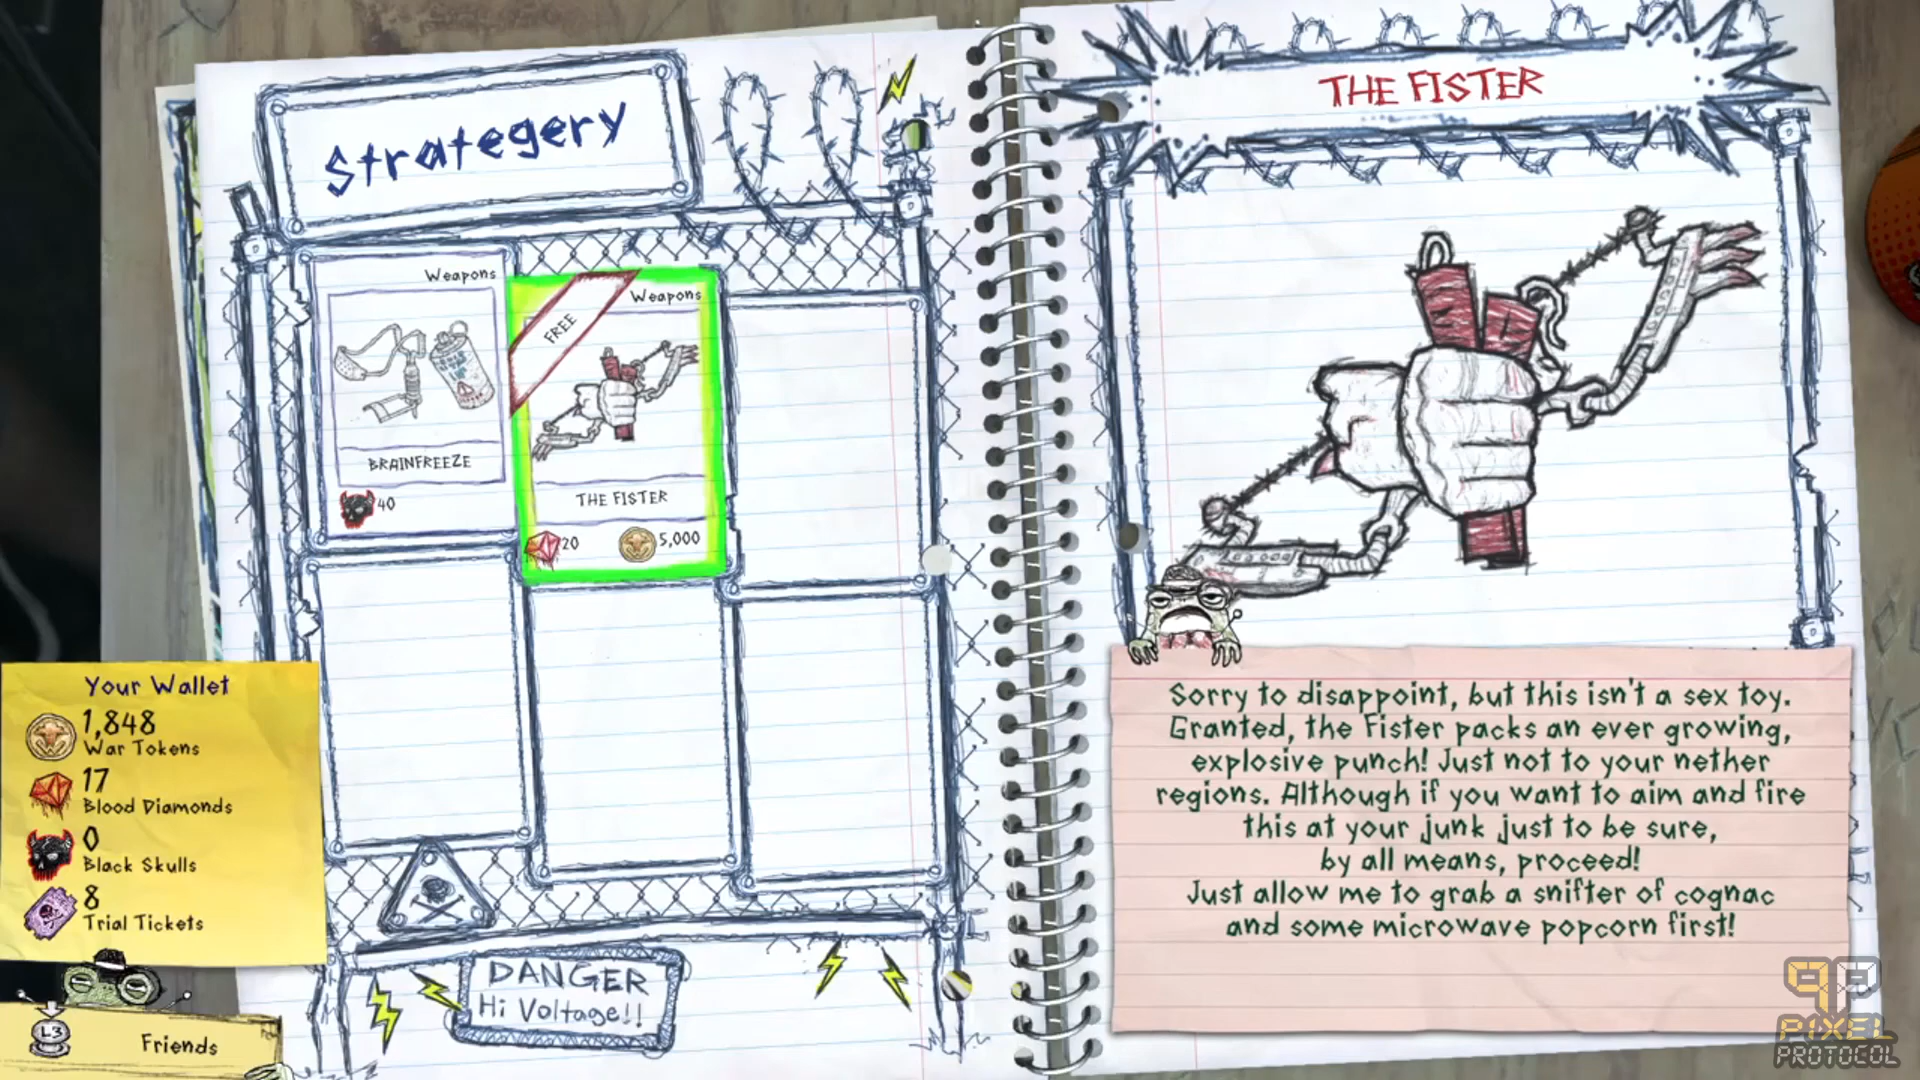 Strategery
Weapons
BRAINFREEZE
40
FREE
Weapons
THE FISTER
20
5,000
Your Wallet
1,848
War Tokens
17
Blood Diamonds
0
Black Skulls
8
Trial Tickets
L3
Friends
DANGER
Hi Voltage!!
THE FISTER
Sorry to disappoint, but this isn't a sex toy.
Granted, the Fister packs an ever growing,
explosive punch! Just not to your nether
regions. Although if you want to aim and fire
this at your junk just to be sure,
by all means, proceed!
Just allow me to grab a snifter of cognac
and some microwave popcorn first!
PIXEL
PROTOCOL